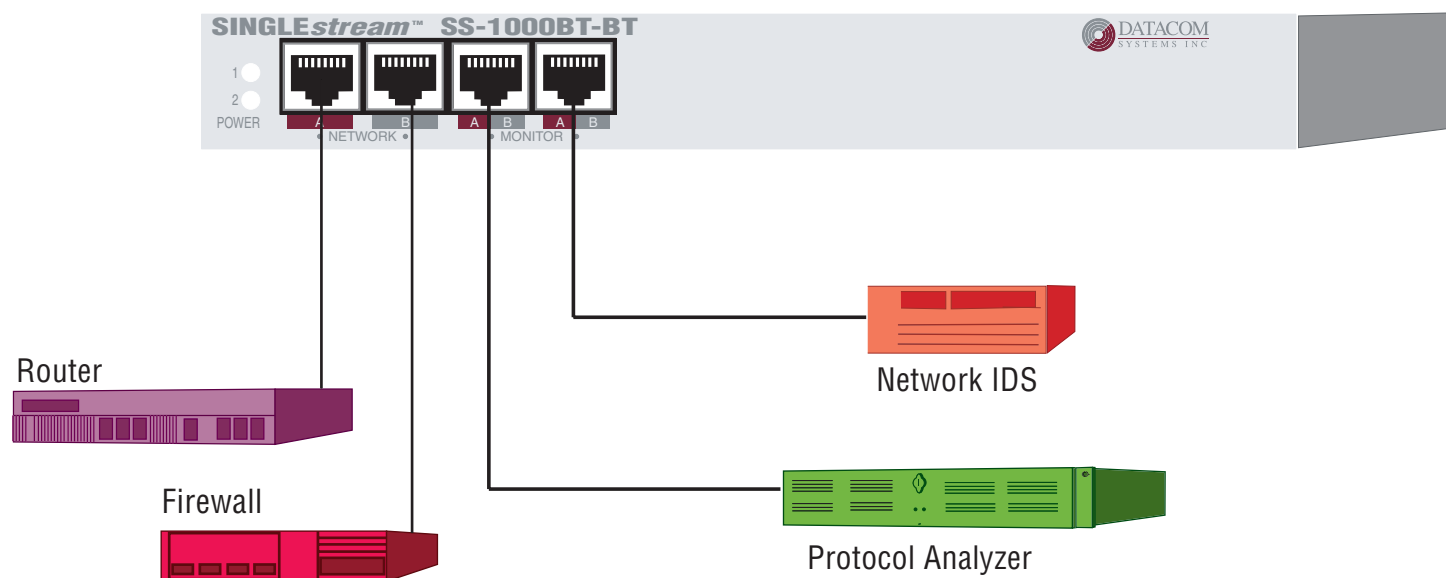 SINGLEstream™ SS-1000BT-BT
DATACOM
SYSTEMS INC
1
2
POWER
A
B
A B
A B
• NETWORK •
• MONITOR •
Router
Network IDS
Firewall
Protocol Analyzer